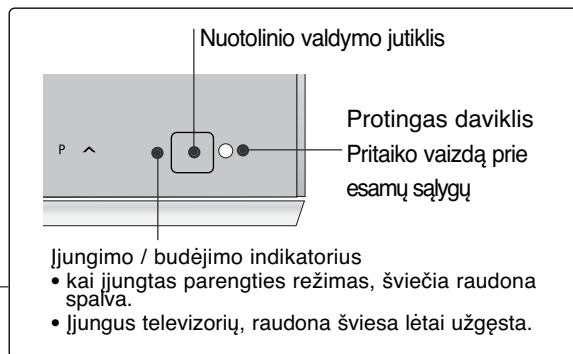 Nuotolinio valdymo jutiklis
Protingas daviklis
Pritaiko vaizdą prie
esamų sąlygų
P
Įjungimo / budėjimo indikatorius
• kai įjungtas parengties režimas, šviečia raudona
spalva.
• Įjungus televizorių, raudona šviesa lėtai užgęsta.